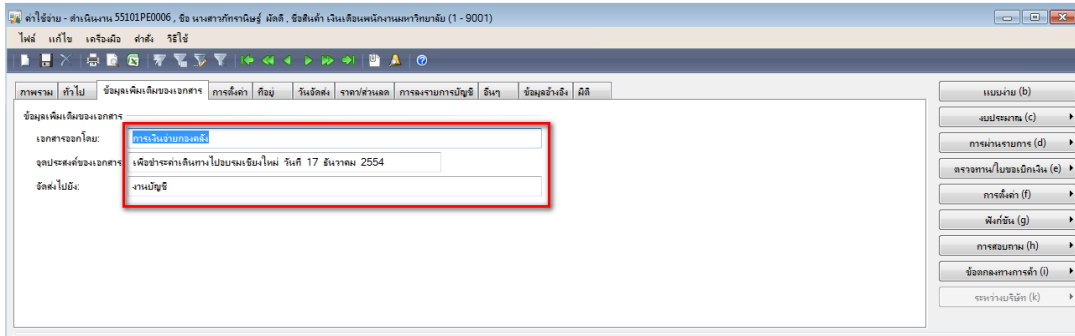 ค่าใช้จ่าย - ดำเนินงาน 55101PE0006 , ชื่อ นางสาวภัทรานิษฐ์ มัดดี , ชื่อสินค้า เงินเดือนพนักงานมหาวิทยาลัย (1 - 9001)
ไฟล์ แก้ไข เครื่องมือ คำสั่ง วิธีใช้
ภาพรวม ทั่วไป ข้อมูลเพิ่มเติมของเอกสาร การตั้งค่า ที่อยู่ วันจัดส่ง ราคา/ส่วนลด การลงรายการบัญชี อื่นๆ ข้อมูลอ้างอิง มิติ
ข้อมูลเพิ่มเติมของเอกสาร
เอกสารออกโดย: การเงินจ่ายกองคลัง
จุดประสงค์ของเอกสาร เพื่อชำระค่าเดินทางไปอบรมเชียงใหม่ วันที่ 17 ธันวาคม 2554
จัดส่งไปยัง: งานบัญชี
แบบง่าย (b)
งบประมาณ (c)
การผ่านรายการ (d)
ตรวจทาน/ใบขอเบิกเงิน (e)
การตั้งค่า (f)
ฟังก์ชัน (g)
การสอบถาม (h)
ข้อตกลงทางการค้า (i)
ระหว่างบริษัท (k)